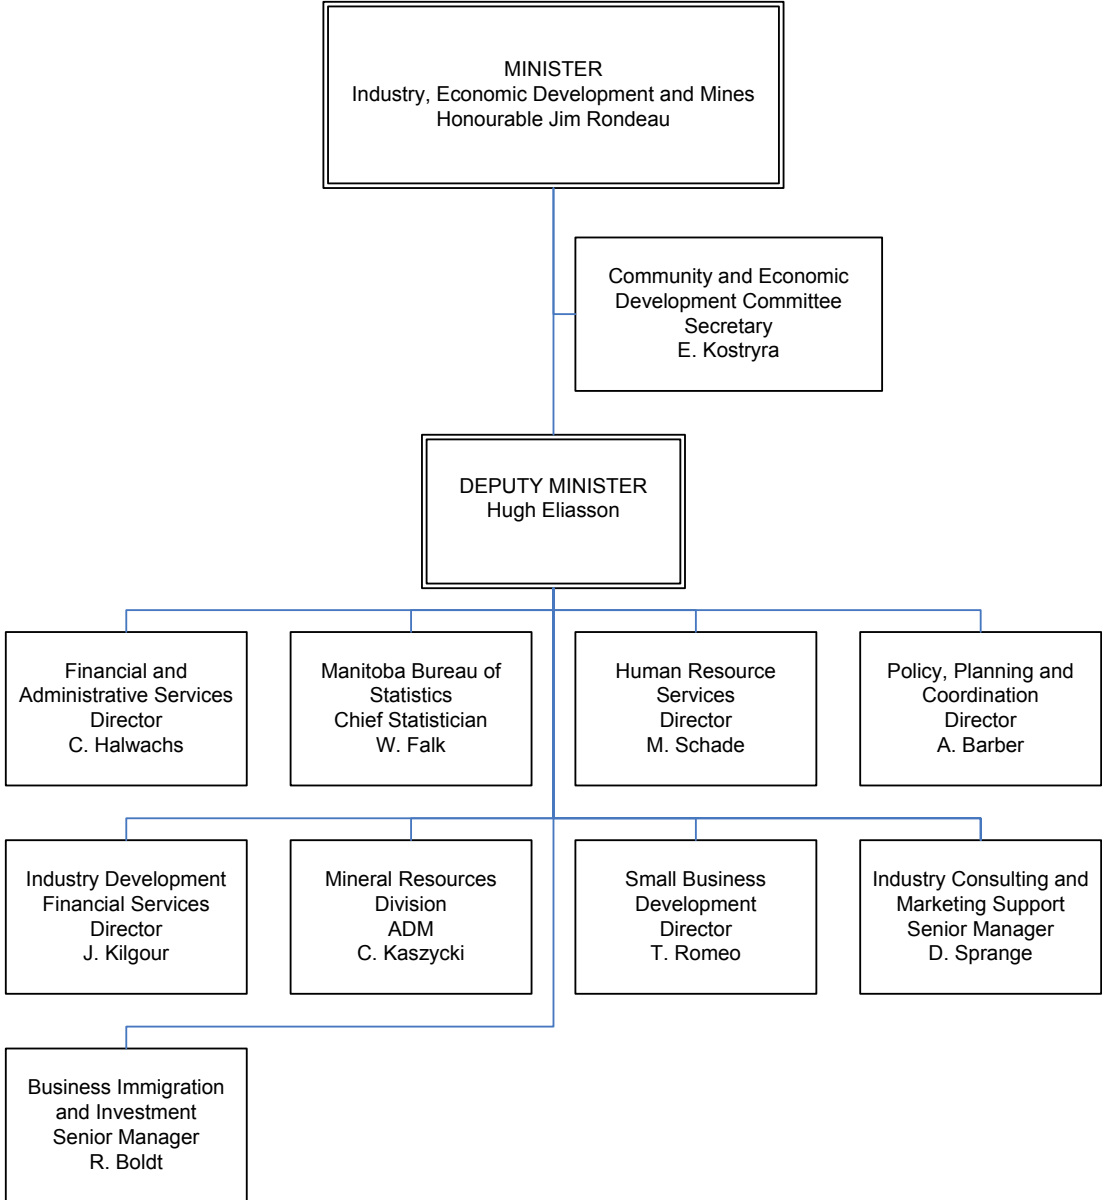 MINISTER
Industry, Economic Development and Mines
Honourable Jim Rondeau
Community and Economic
Development Committee
Secretary
E. Kostryra
DEPUTY MINISTER
Hugh Eliasson
Financial and
Administrative Services
Director
C. Halwachs
Manitoba Bureau of
Statistics
Chief Statistician
W. Falk
Human Resource
Services
Director
M. Schade
Policy, Planning and
Coordination
Director
A. Barber
Industry Development
Financial Services
Director
J. Kilgour
Mineral Resources
Division
ADM
C. Kaszycki
Small Business
Development
Director
T. Romeo
Industry Consulting and
Marketing Support
Senior Manager
D. Sprange
Business Immigration
and Investment
Senior Manager
R. Boldt